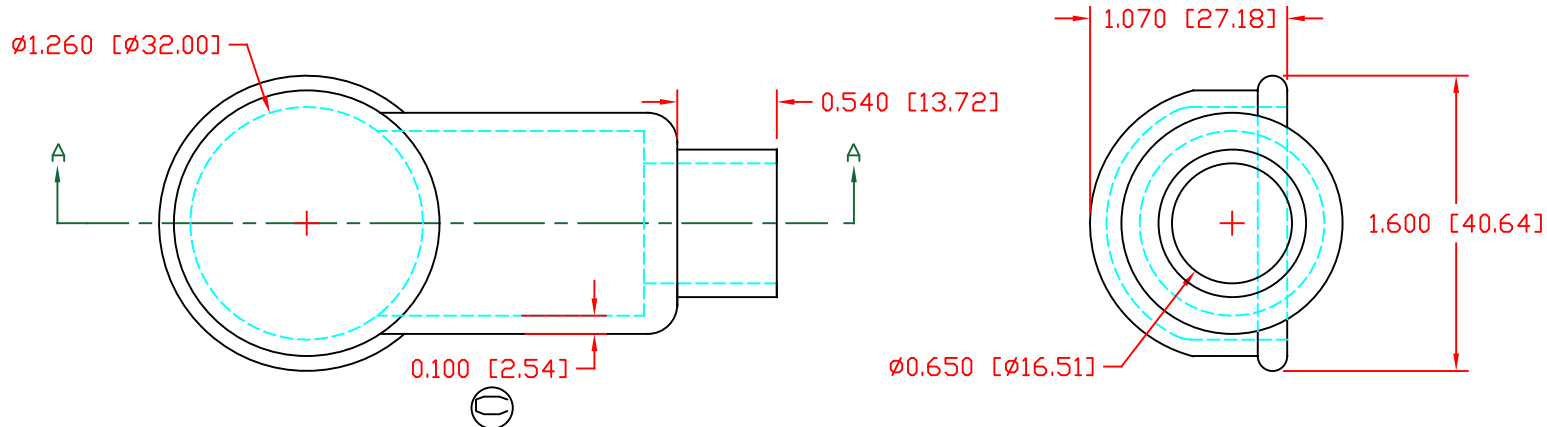 1.070 [27.18]
Ø1.260 [Ø32.00]
0.540 [13.72]
A
A
1.600 [40.64]
0.100 [2.54]
Ø0.650 [Ø16.51]